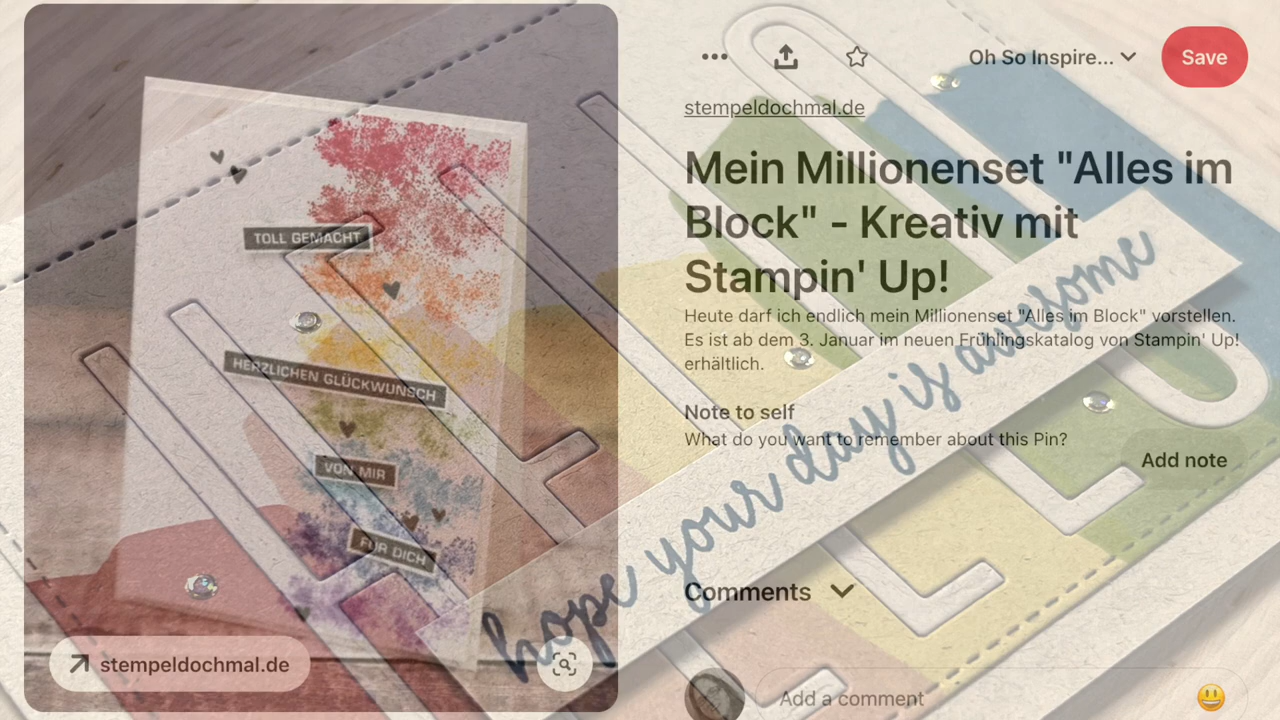 Oh So Inspire...
Save
stempeldochmal.de
Mein Millionenset "Alles im
Block" - Kreativ mit
Stampin' Up!
Heute darf ich endlich mein Millionenset "Alles im Block" vorstellen.
Es ist ab dem 3. Januar im neuen Frühlingskatalog von Stampin' Up!
erhältlich.
Note to self
What do you want to remember about this Pin?
Add note
Comments
Add a comment
TOLL GEMACHT
HERZLICHEN GLÜCKWUNSCH
VON MIR
FÜR DICH
stempeldochmal.de
hope your day is awesome